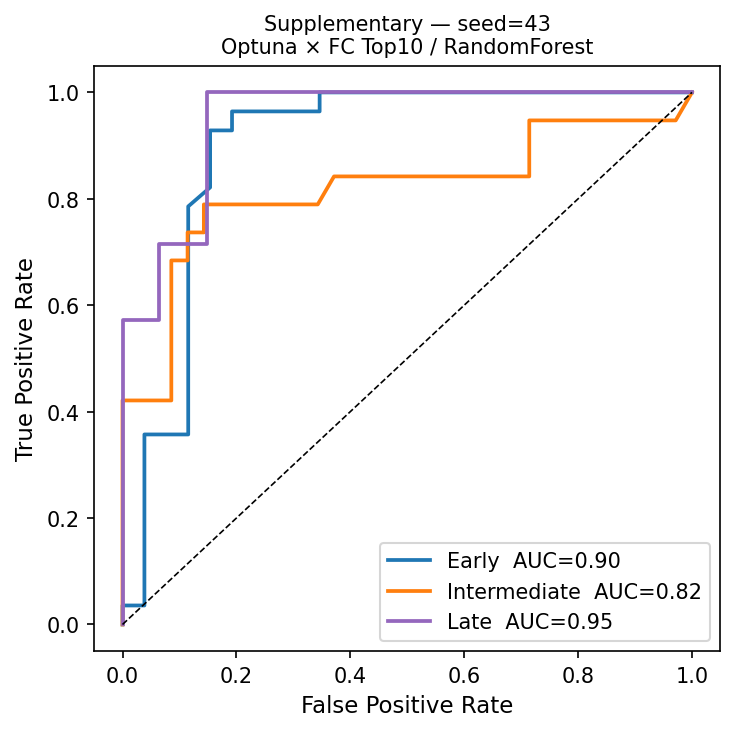 Supplementary — seed=43
Optuna × FC Top10 / RandomForest
1.0
0.8
0.6
0.4
0.2
0.0
True Positive Rate
Early AUC=0.90
Intermediate AUC=0.82
Late AUC=0.95
0.0 0.2 0.4 0.6 0.8 1.0
False Positive Rate